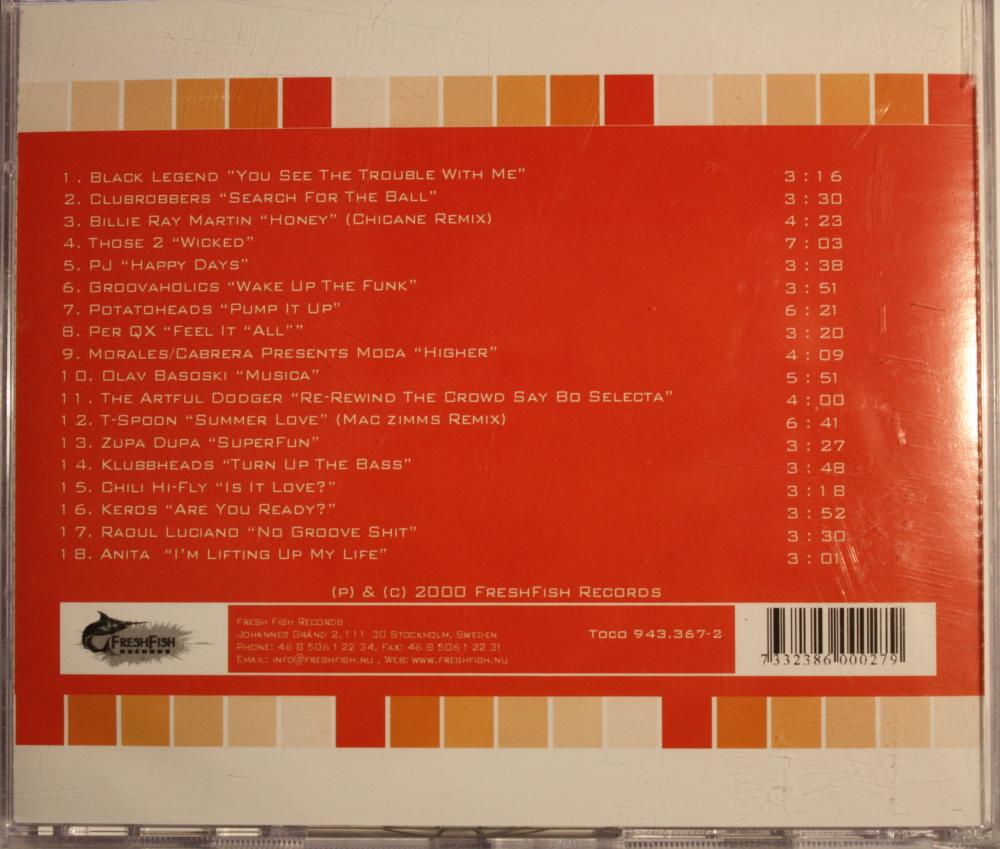 1. BLACK LEGEND "YOU SEE THE TROUBLE WITH ME" 3:16
2. CLUBROBBERS "SEARCH FOR THE BALL" 3:30
3. BILLIE RAY MARTIN "HONEY" (CHICANE REMIX) 4:23
4. THOSE 2 "WICKED" 7:03
5. PJ "HAPPY DAYS" 3:38
6. GROOVAHOLICS "WAKE UP THE FUNK" 3:51
7. POTATOHEADS "PUMP IT UP" 6:21
8. PER QX "FEEL IT "ALL"" 3:20
9. MORALES/CABRERA PRESENTS MOCA "HIGHER" 4:09
10. OLAV BASOSKI "MUSICA" 5:51
11. THE ARTFUL DODGER "RE-REWIND THE CROWD SAY BO SELECTA" 4:00
12. T-SPOON "SUMMER LOVE" (MAC ZIMMS REMIX) 6:41
13. ZUPA DUPA "SUPERFUN" 3:27
14. KLUBBHEADS "TURN UP THE BASS" 3:48
15. CHILI HI-FLY "IS IT LOVE?" 3:18
16. KEROS "ARE YOU READY?" 3:52
17. RAOUL LUCIANO "NO GROOVE SHIT" 3:30
18. ANITA "I'M LIFTING UP MY LIFE" 3:01
(P) & (C) 2000 FRESHFISH RECORDS
FRESHFISH
RECORDS
FRESH FISH RECORDS
JOHANNES GRÄND 2, 111 30 STOCKHOLM, SWEDEN
PHONE: 46 8 506 1 22 34, FAX: 46 8 506 1 22 31
EMAIL: INFO@FRESHFISH.NU , WEB: WWW.FRESHFISH.NU
TOCO 943.367-2
7 332386 000279